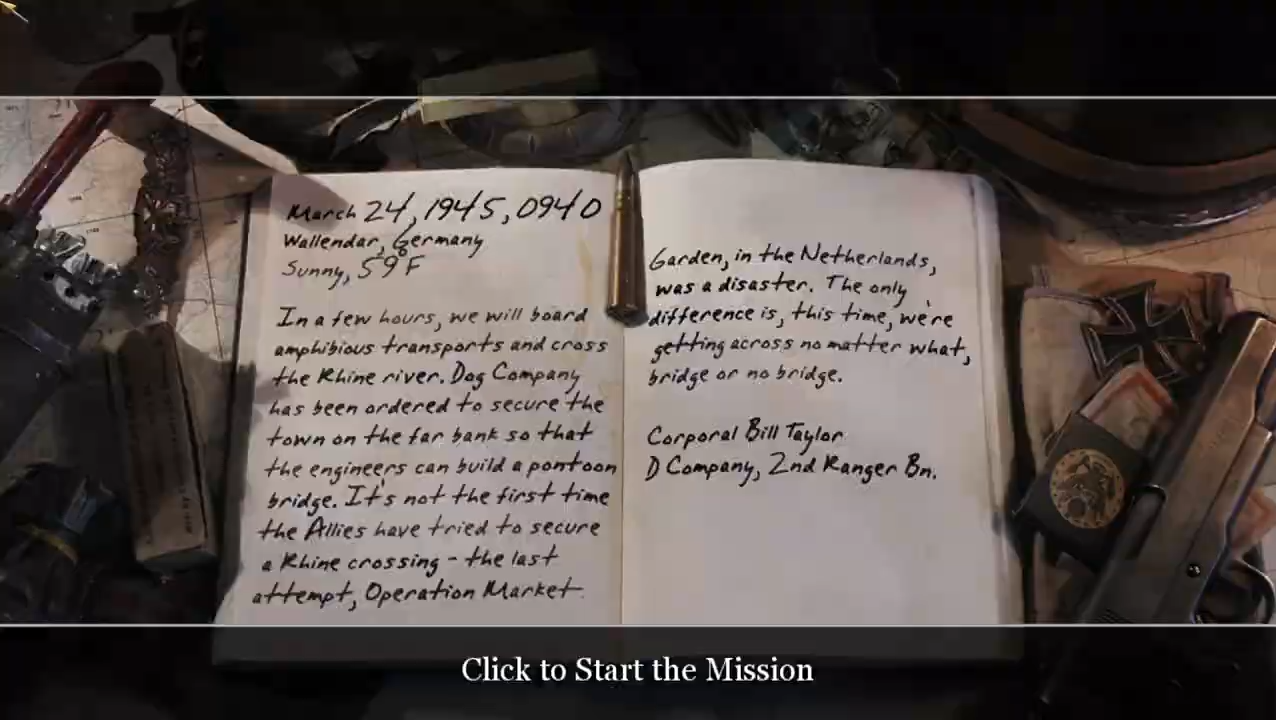 March 24, 1945, 0940
Wallendar, Germany
Sunny, 59°F
In a few hours, we will board
amphibious transports and cross
the Rhine river. Dog Company
has been ordered to secure the
town on the far bank so that
the engineers can build a pontoon
bridge. It's not the first time
the Allies have tried to secure
a Rhine crossing - the last
attempt, Operation Market
Garden, in the Netherlands,
was a disaster. The only
difference is, this time, we're
getting across no matter what,
bridge or no bridge.
Corporal Bill Taylor
D Company, 2nd Ranger Bn.
Click to Start the Mission